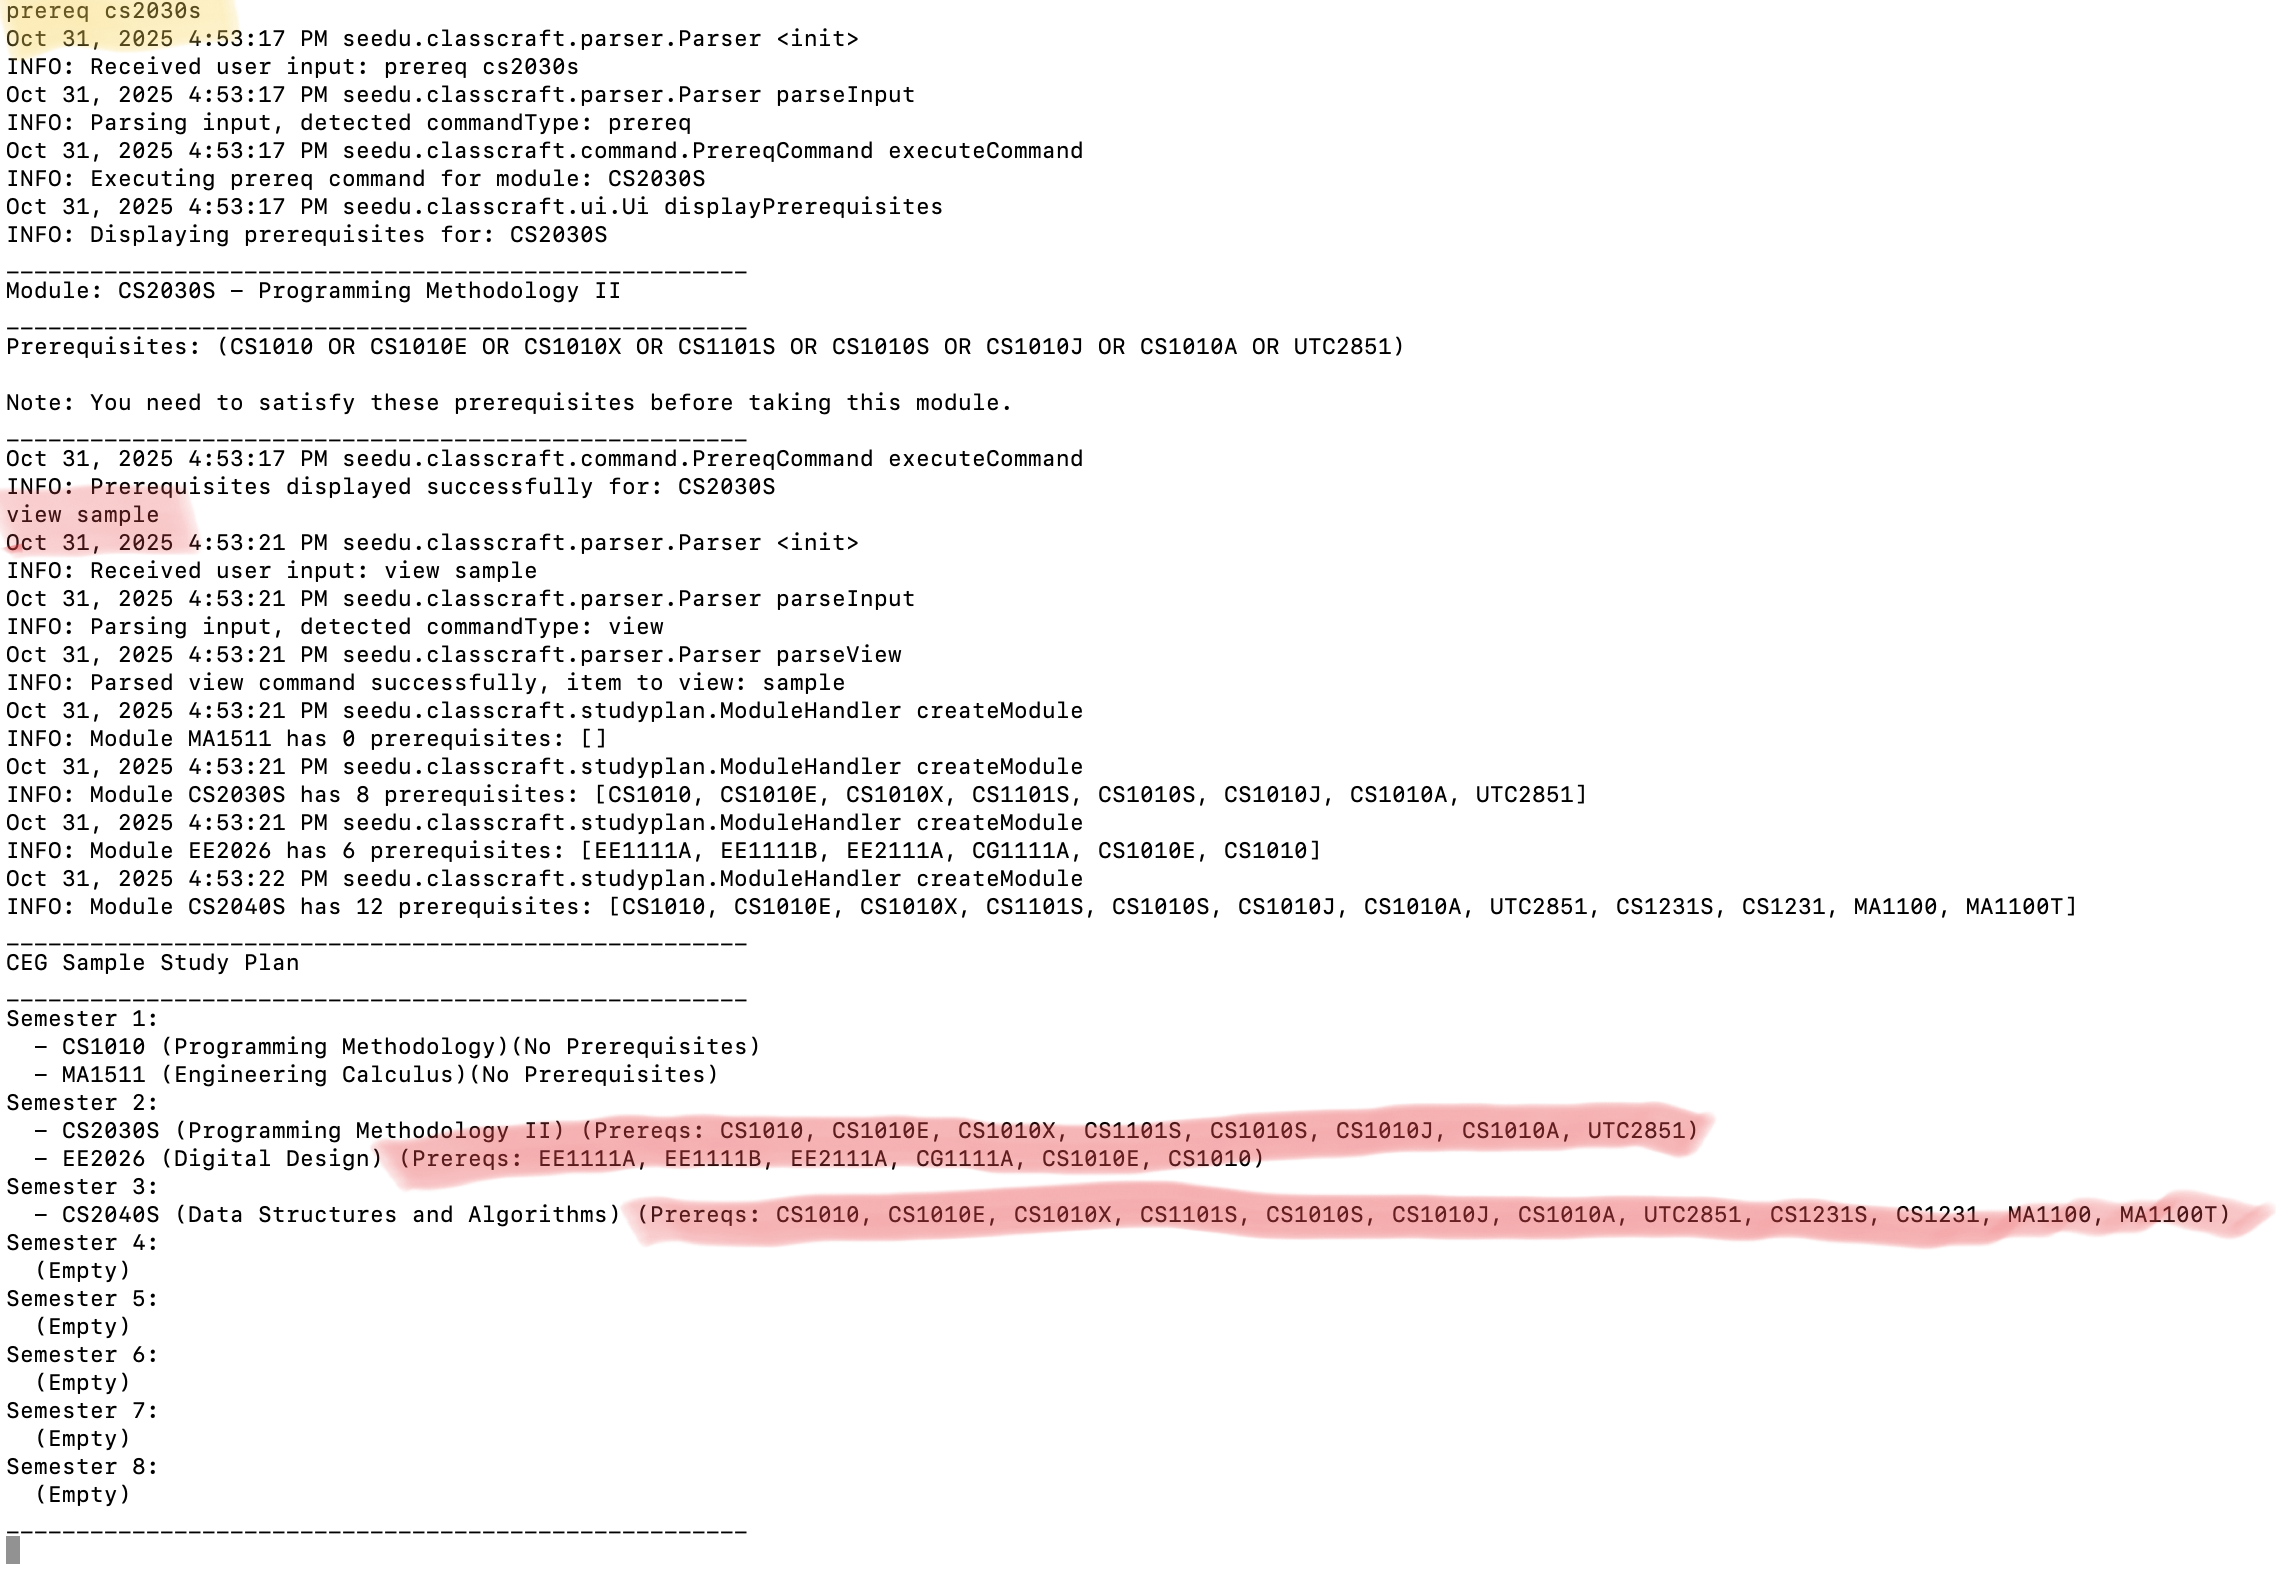 prereq cs2030s
Oct 31, 2025 4:53:17 PM seedu.classcraft.parser.Parser <init>
INFO: Received user input: prereq cs2030s
Oct 31, 2025 4:53:17 PM seedu.classcraft.parser.Parser parseInput
INFO: Parsing input, detected commandType: prereq
Oct 31, 2025 4:53:17 PM seedu.classcraft.command.PrereqCommand executeCommand
INFO: Executing prereq command for module: CS2030S
Oct 31, 2025 4:53:17 PM seedu.classcraft.ui.Ui displayPrerequisites
INFO: Displaying prerequisites for: CS2030S
_____________________________________________________
Module: CS2030S – Programming Methodology II
_____________________________________________________
Prerequisites: (CS1010 OR CS1010E OR CS1010X OR CS1101S OR CS1010S OR CS1010J OR CS1010A OR UTC2851)
Note: You need to satisfy these prerequisites before taking this module.
_____________________________________________________
Oct 31, 2025 4:53:17 PM seedu.classcraft.command.PrereqCommand executeCommand
INFO: Prerequisites displayed successfully for: CS2030S
view sample
Oct 31, 2025 4:53:21 PM seedu.classcraft.parser.Parser <init>
INFO: Received user input: view sample
Oct 31, 2025 4:53:21 PM seedu.classcraft.parser.Parser parseInput
INFO: Parsing input, detected commandType: view
Oct 31, 2025 4:53:21 PM seedu.classcraft.parser.Parser parseView
INFO: Parsed view command successfully, item to view: sample
Oct 31, 2025 4:53:21 PM seedu.classcraft.studyplan.ModuleHandler createModule
INFO: Module MA1511 has 0 prerequisites: []
Oct 31, 2025 4:53:21 PM seedu.classcraft.studyplan.ModuleHandler createModule
INFO: Module CS2030S has 8 prerequisites: [CS1010, CS1010E, CS1010X, CS1101S, CS1010S, CS1010J, CS1010A, UTC2851]
Oct 31, 2025 4:53:21 PM seedu.classcraft.studyplan.ModuleHandler createModule
INFO: Module EE2026 has 6 prerequisites: [EE1111A, EE1111B, EE2111A, CG1111A, CS1010E, CS1010]
Oct 31, 2025 4:53:22 PM seedu.classcraft.studyplan.ModuleHandler createModule
INFO: Module CS2040S has 12 prerequisites: [CS1010, CS1010E, CS1010X, CS1101S, CS1010S, CS1010J, CS1010A, UTC2851, CS1231S, CS1231, MA1100, MA1100T]
_____________________________________________________
CEG Sample Study Plan
_____________________________________________________
Semester 1:
– CS1010 (Programming Methodology)(No Prerequisites)
– MA1511 (Engineering Calculus)(No Prerequisites)
Semester 2:
– CS2030S (Programming Methodology II) (Prereqs: CS1010, CS1010E, CS1010X, CS1101S, CS1010S, CS1010J, CS1010A, UTC2851)
– EE2026 (Digital Design) (Prereqs: EE1111A, EE1111B, EE2111A, CG1111A, CS1010E, CS1010)
Semester 3:
– CS2040S (Data Structures and Algorithms) (Prereqs: CS1010, CS1010E, CS1010X, CS1101S, CS1010S, CS1010J, CS1010A, UTC2851, CS1231S, CS1231, MA1100, MA1100T)
Semester 4:
(Empty)
Semester 5:
(Empty)
Semester 6:
(Empty)
Semester 7:
(Empty)
Semester 8:
(Empty)
_____________________________________________________